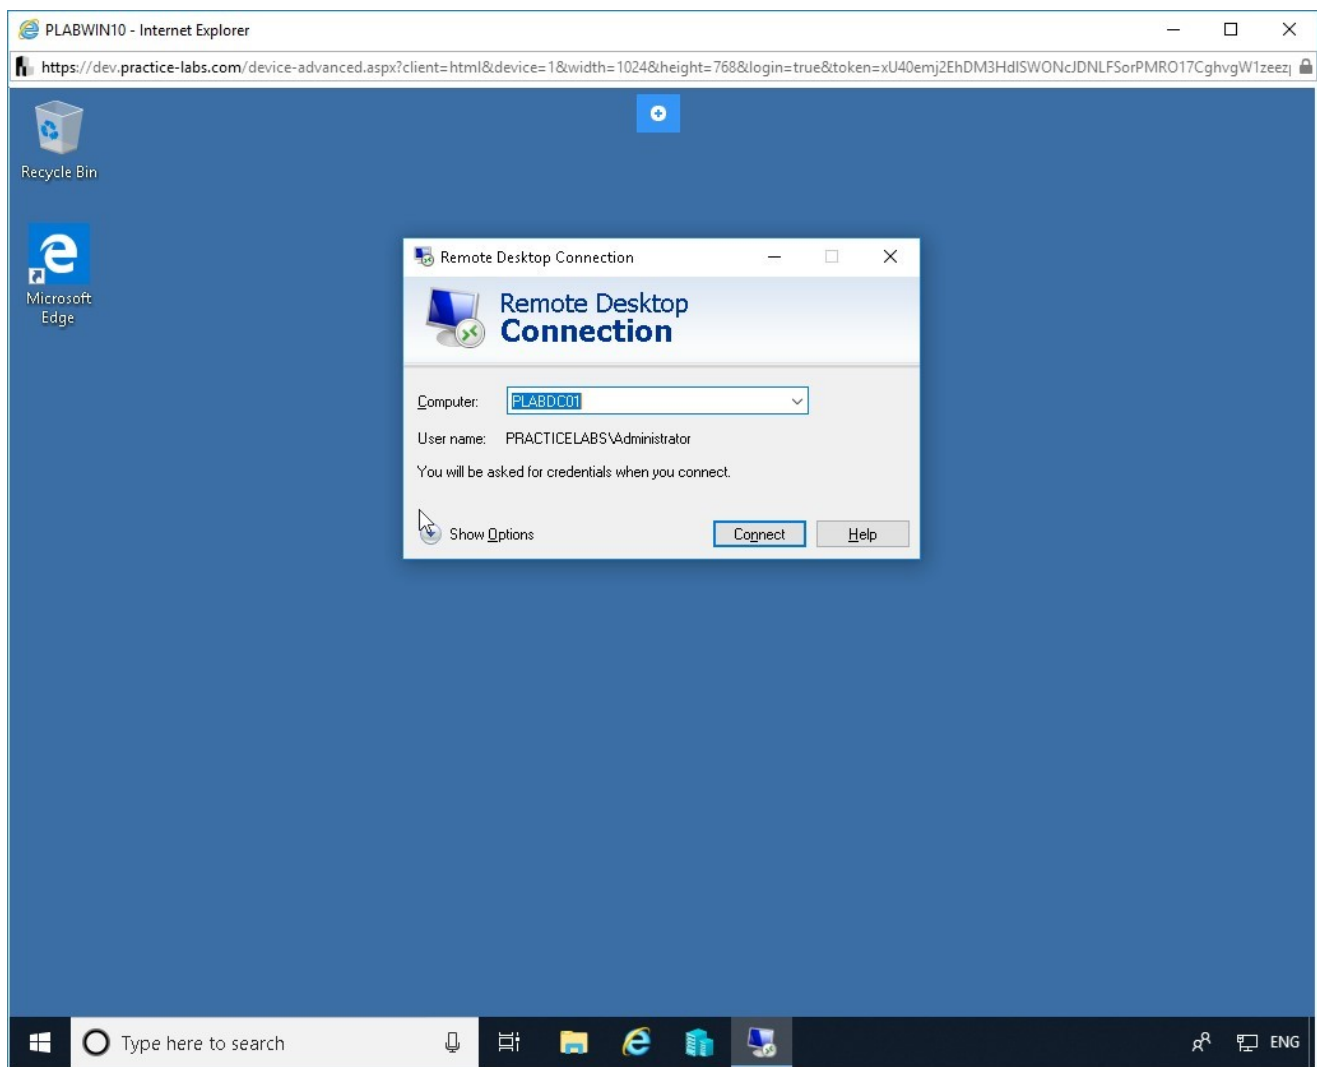 PLABWIN10 - Internet Explorer
https://dev.practice-labs.com/device-advanced.aspx?client=html&device=1&width=1024&height=768&login=true&token=xU40emj2EhDM3HdISWONcJDNLFSorPMRO17CghvgW1zeez
Recycle Bin
Microsoft
Edge
Remote Desktop Connection
Remote Desktop
Connection
Computer: PLABDC01
User name: PRACTICELABS\Administrator
You will be asked for credentials when you connect.
Show Options Connect Help
Type here to search ENG